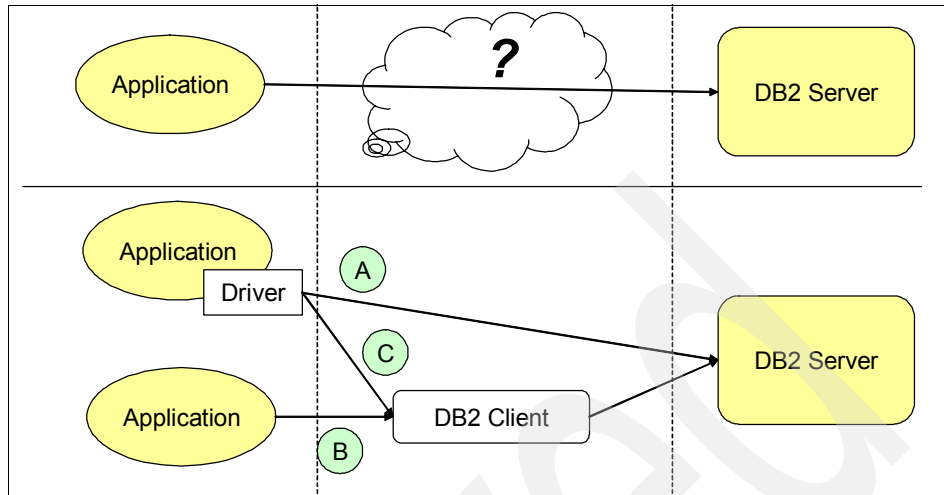 ?
Application
DB2 Server
Application
Driver
A
C
DB2 Server
Application
DB2 Client
B